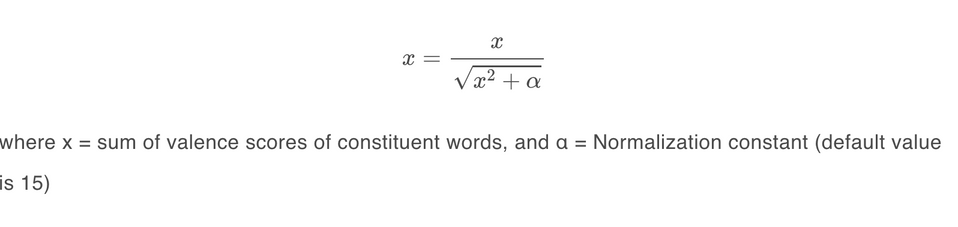 x = x / √(x² + α)
where x = sum of valence scores of constituent words, and α = Normalization constant (default value
is 15)